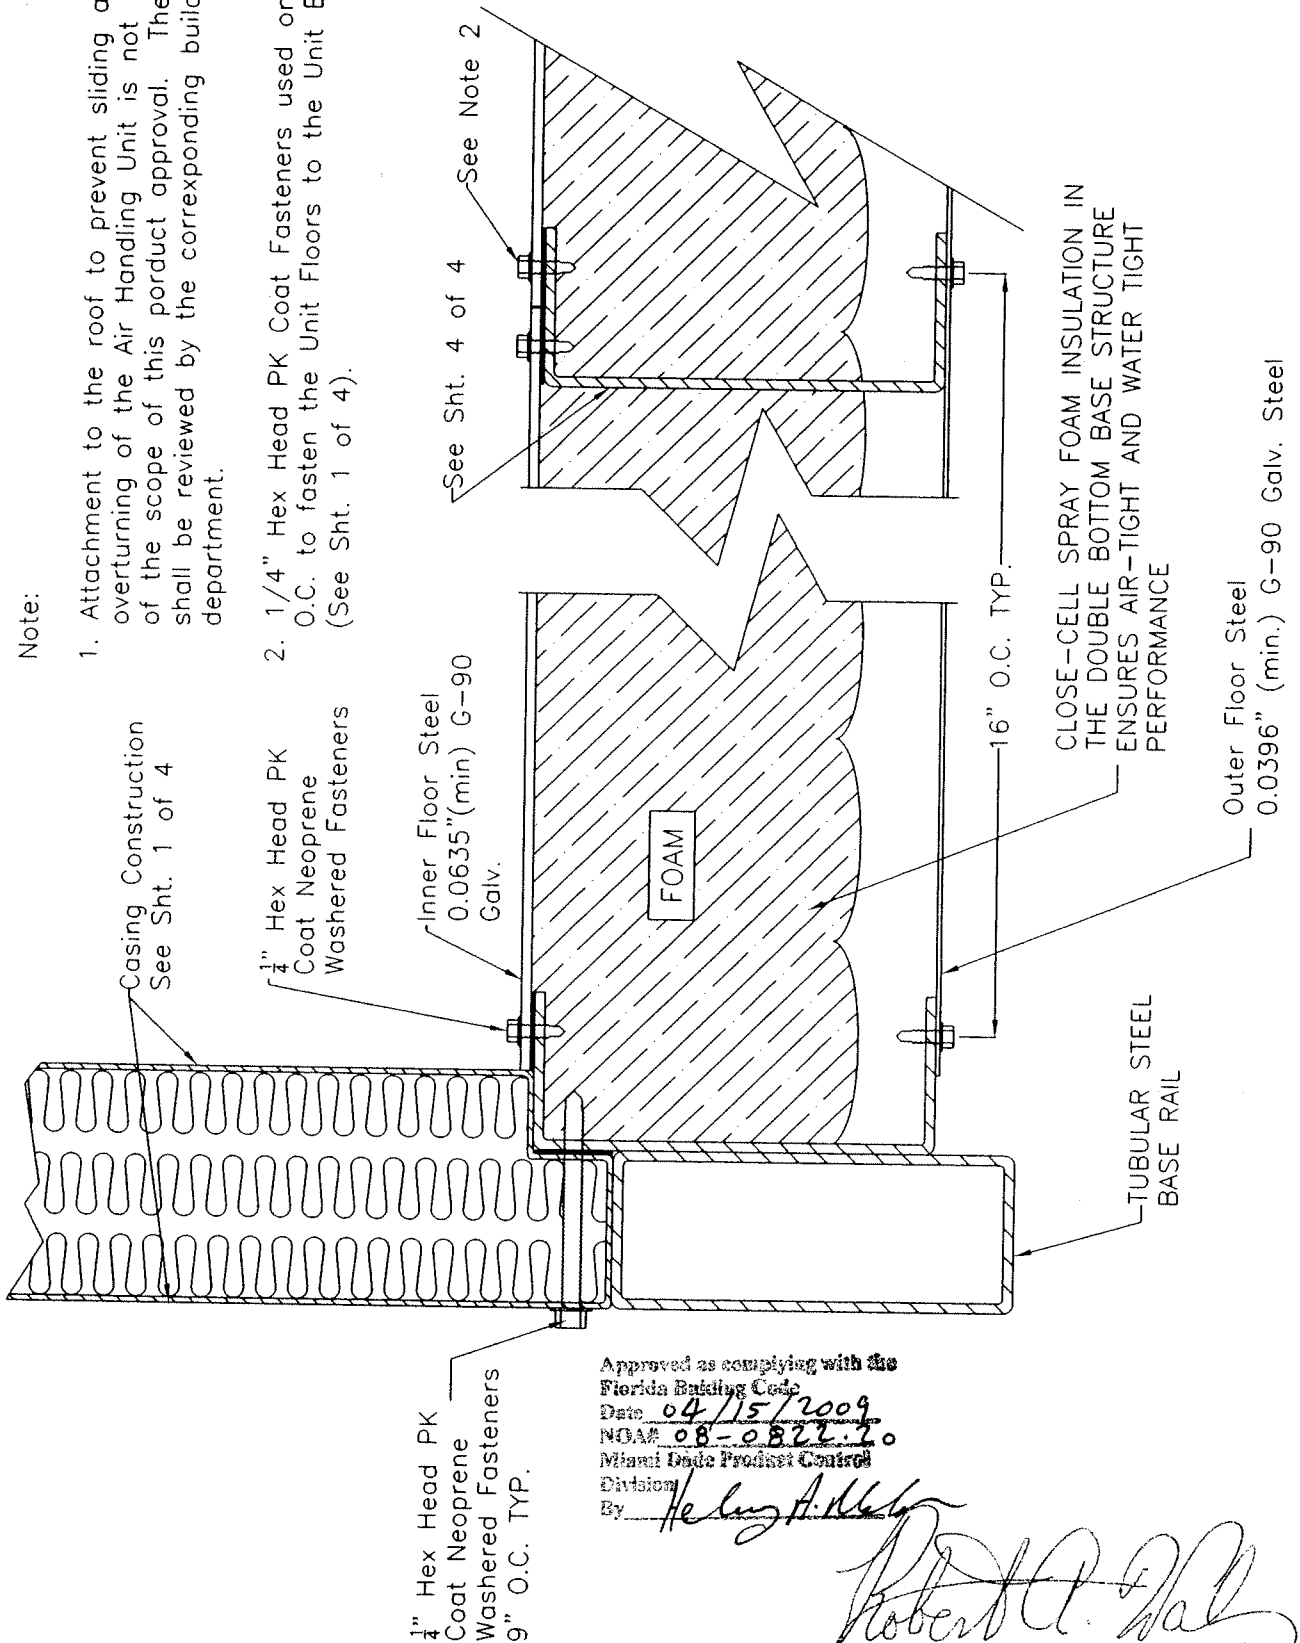 Note:
1. Attachment to the roof to prevent sliding a
overturning of the Air Handling Unit is not
of the scope of this porduct approval. The
shall be reviewed by the correxponding build
department.
2. 1/4" Hex Head PK Coat Fasteners used on
O.C. to fasten the Unit Floors to the Unit B
(See Sht. 1 of 4).
Casing Construction
See Sht. 1 of 4
1/4" Hex Head PK
Coat Neoprene
Washered Fasteners
Inner Floor Steel
0.0635"(min) G-90
Galv.
See Sht. 4 of 4
See Note 2
FOAM
16" O.C. TYP.
CLOSE-CELL SPRAY FOAM INSULATION IN
THE DOUBLE BOTTOM BASE STRUCTURE
ENSURES AIR-TIGHT AND WATER TIGHT
PERFORMANCE
Outer Floor Steel
0.0396" (min.) G-90 Galv. Steel
TUBULAR STEEL
BASE RAIL
1/4" Hex Head PK
Coat Neoprene
Washered Fasteners
9" O.C. TYP.
Approved as complying with the
Florida Building Code
Date 04/15/2009
NOA# 08-0822.20
Miami Dade Product Control
Division
By
Robert A.